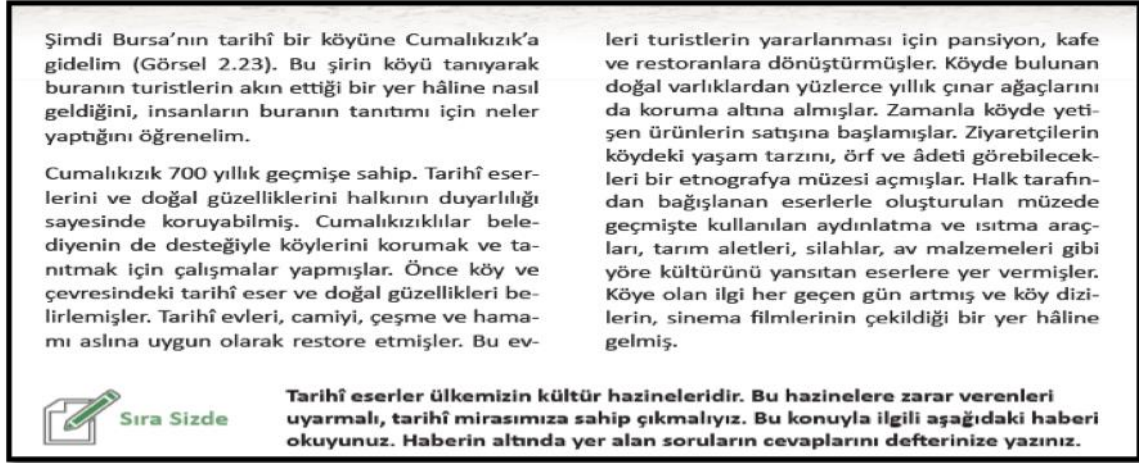 Şimdi Bursa’nın tarihî bir köyüne Cumalıkızık’a
gidelim (Görsel 2.23). Bu şirin köyü tanıyarak
buranın turistlerin akın ettiği bir yer hâline nasıl
geldiğini, insanların buranın tanıtımı için neler
yaptığını öğrenelim.
Cumalıkızık 700 yıllık geçmişe sahip. Tarihî eser-
lerini ve doğal güzelliklerini halkının duyarlılığı
sayesinde koruyabilmiş. Cumalıkızıklılar bele-
diyenin de desteğiyle köylerini korumak ve ta-
nıtmak için çalışmalar yapmışlar. Önce köy ve
çevresindeki tarihî eser ve doğal güzellikleri be-
lirlemişler. Tarihî evleri, camiyi, çeşme ve hama-
mı aslına uygun olarak restore etmişler. Bu ev-
leri turistlerin yararlanması için pansiyon, kafe
ve restoranlara dönüştürmüşler. Köyde bulunan
doğal varlıklardan yüzlerce yıllık çınar ağaçlarını
da koruma altına almışlar. Zamanla köyde yeti-
şen ürünlerin satışına başlamışlar. Ziyaretçilerin
köydeki yaşam tarzını, örf ve âdeti görebilecek-
leri bir etnografya müzesi açmışlar. Halk tarafın-
dan bağışlanan eserlerle oluşturulan müzede
geçmişte kullanılan aydınlatma ve ısıtma araç-
ları, tarım aletleri, silahlar, av malzemeleri gibi
yöre kültürünü yansıtan eserlere yer vermişler.
Köye olan ilgi her geçen gün artmış ve köy dizi-
lerin, sinema filmlerinin çekildiği bir yer hâline
gelmiş.
Sıra Sizde
Tarihî eserler ülkemizin kültür hazineleridir. Bu hazinelere zarar verenleri
uyarmalı, tarihî mirasımıza sahip çıkmalıyız. Bu konuyla ilgili aşağıdaki haberi
okuyunuz. Haberin altında yer alan soruların cevaplarını defterinize yazınız.